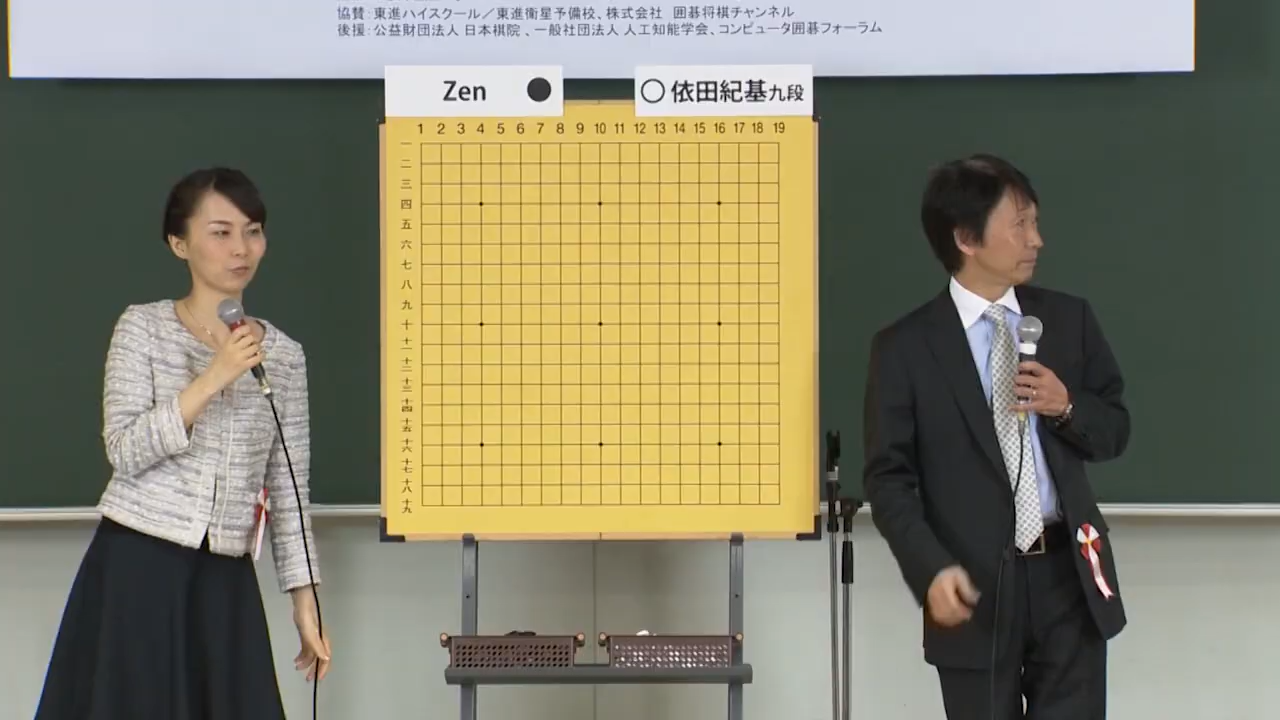 協賛：東進ハイスクール／東進衛星予備校、株式会社 囲碁将棋チャンネル
後援：公益財団法人 日本棋院、一般社団法人 人工知能学会、コンピュータ囲碁フォーラム
Zen ●
○ 依田紀基九段
1 2 3 4 5 6 7 8 9 10 11 12 13 14 15 16 17 18 19
一
二
三
四
五
六
七
八
九
十
十一
十二
十三
十四
十五
十六
十七
十八
十九